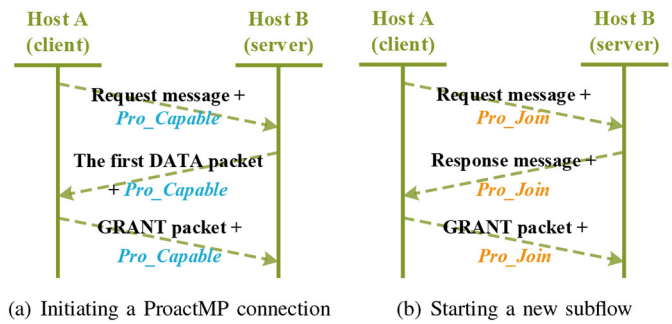 Host A
(client)
Host B
(server)
Request message +
Pro_Capable
The first DATA packet
+ Pro_Capable
GRANT packet +
Pro_Capable
(a) Initiating a ProactMP connection
Host A
(client)
Host B
(server)
Request message +
Pro_Join
Response message +
Pro_Join
GRANT packet +
Pro_Join
(b) Starting a new subflow